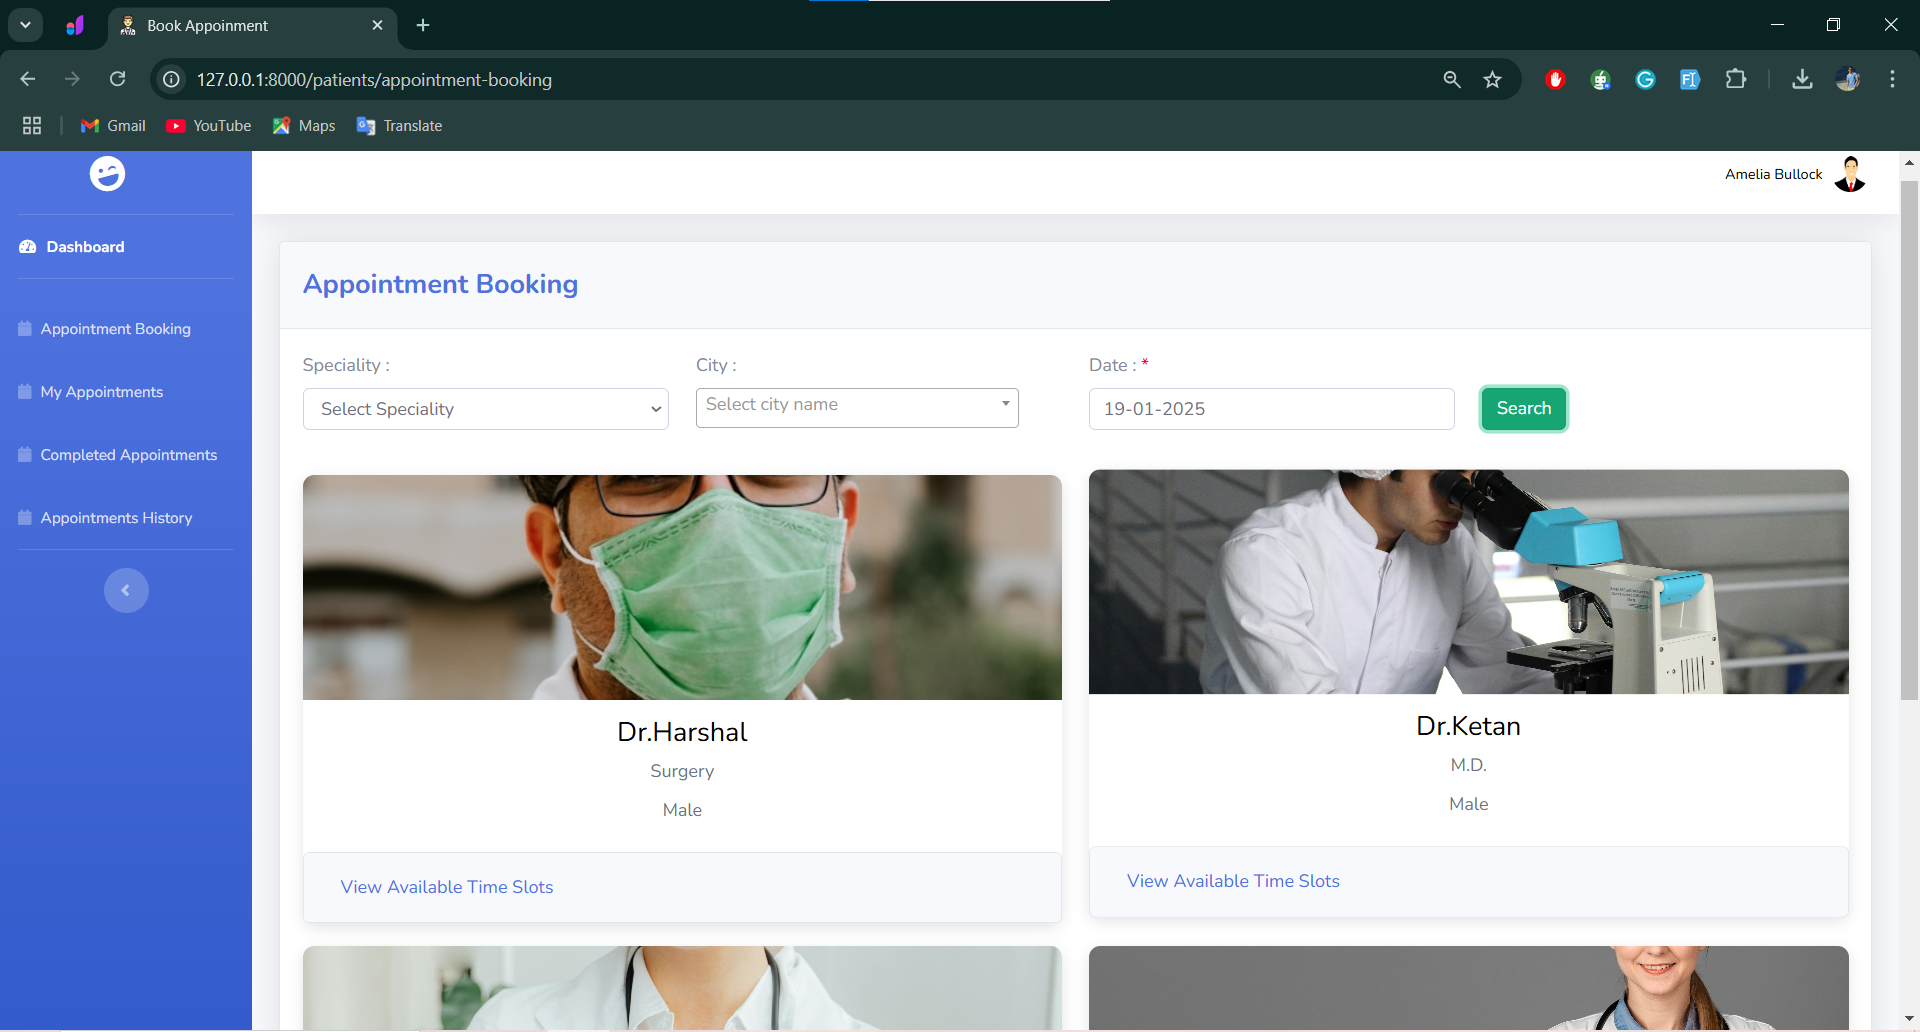 Book Appoinment
127.0.0.1:8000/patients/appointment-booking
Gmail
YouTube
Maps
Translate
Amelia Bullock
Dashboard
Appointment Booking
My Appointments
Completed Appointments
Appointments History
Appointment Booking
Speciality :
City :
Date : *
Select Speciality
Select city name
19-01-2025
Search
Dr.Harshal
Surgery
Male
View Available Time Slots
Dr.Ketan
M.D.
Male
View Available Time Slots